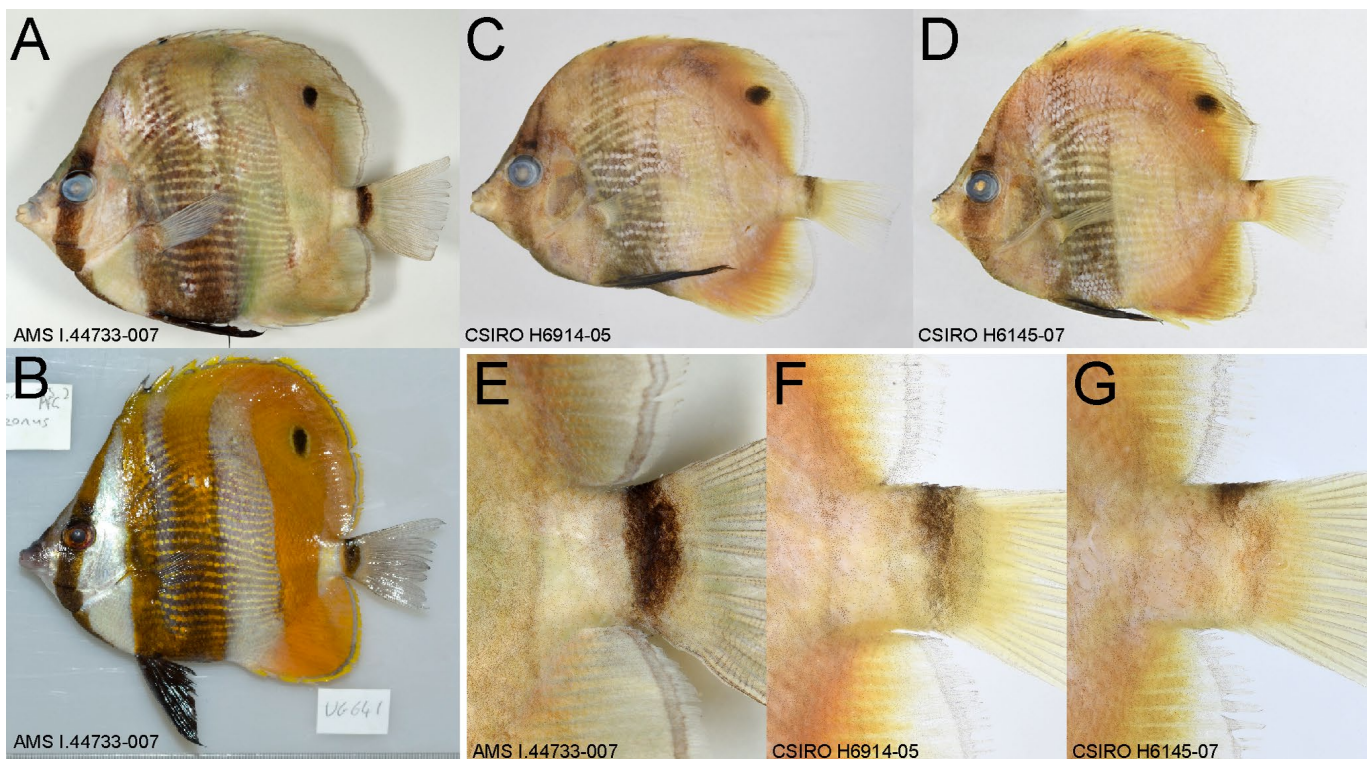 A
AMS I.44733-007
C
CSIRO H6914-05
D
CSIRO H6145-07
B
UG641
AMS I.44733-007
E
AMS I.44733-007
F
CSIRO H6914-05
G
CSIRO H6145-07